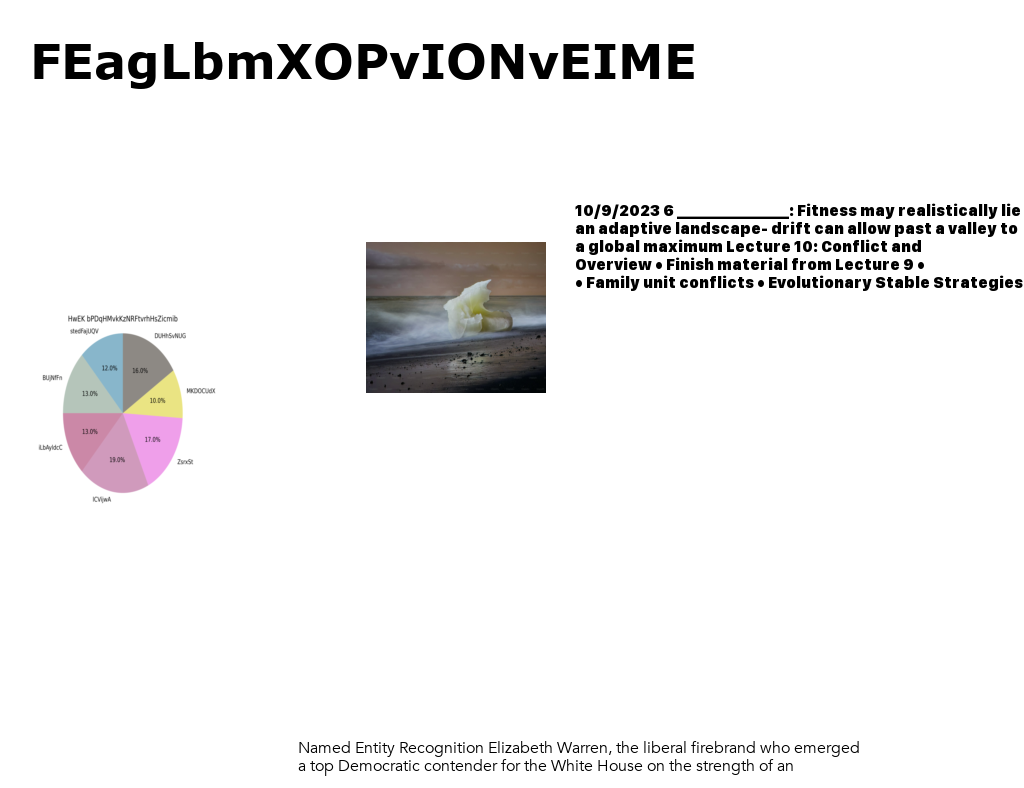 FEagLbmXOPvIONvEIME
10/9/2023 6 ______________: Fitness may realistically lie
an adaptive landscape- drift can allow past a valley to
a global maximum Lecture 10: Conflict and
Overview • Finish material from Lecture 9 •
• Family unit conflicts • Evolutionary Stable Strategies
HwEK bPDqHMvkKzNRFtvrhHsZicmib
stedFajUQV
DUHhSvNUG
12.0%
16.0%
BUjNfFn
MKDOCUdX
13.0%
10.0%
13.0%
17.0%
iLbAyldcC
19.0%
ZsrxSt
lCVijwA
Named Entity Recognition Elizabeth Warren, the liberal firebrand who emerged
a top Democratic contender for the White House on the strength of an